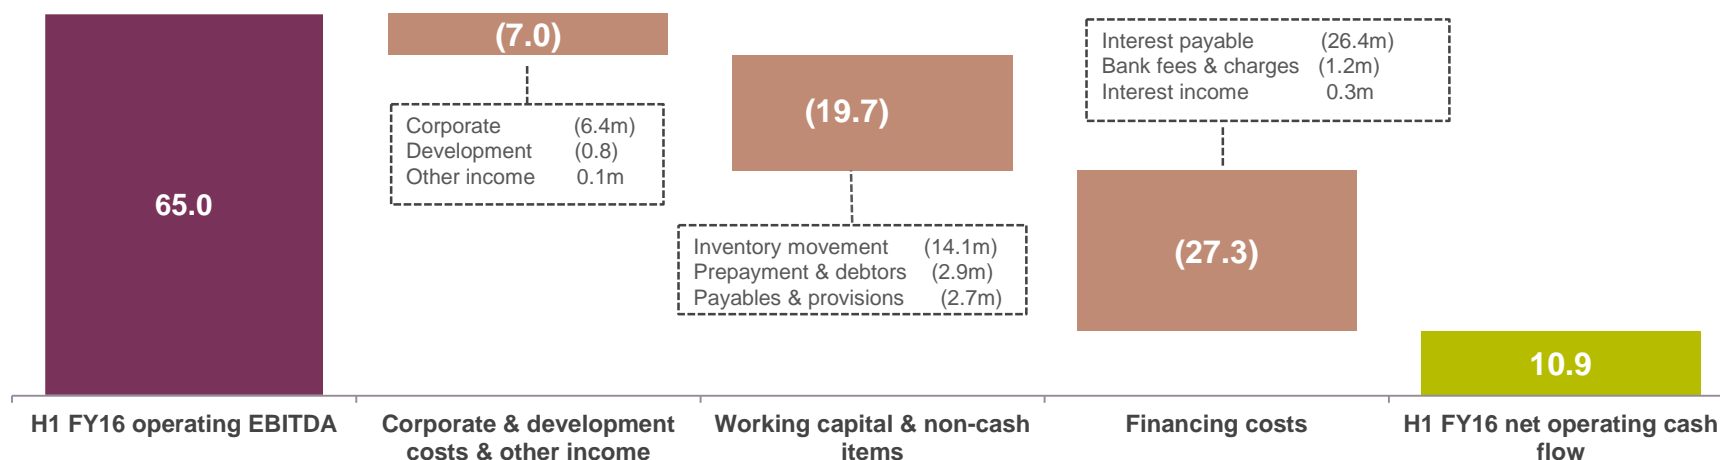 65.0
(7.0)
Corporate (6.4m)
Development (0.8)
Other income 0.1m
(19.7)
Inventory movement (14.1m)
Prepayment & debtors (2.9m)
Payables & provisions (2.7m)
Interest payable (26.4m)
Bank fees & charges (1.2m)
Interest income 0.3m
(27.3)
10.9
H1 FY16 operating EBITDA
Corporate & development
costs & other income
Working capital & non-cash
items
Financing costs
H1 FY16 net operating cash
flow